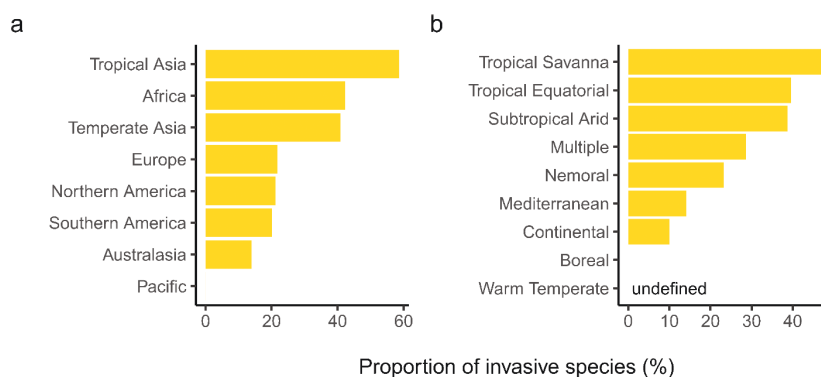 a
Tropical Asia
Africa
Temperate Asia
Europe
Northern America
Southern America
Australasia
Pacific
0 20 40 60
b
Tropical Savanna
Tropical Equatorial
Subtropical Arid
Multiple
Nemoral
Mediterranean
Continental
Boreal
Warm Temperate undefined
0 10 20 30 40
Proportion of invasive species (%)